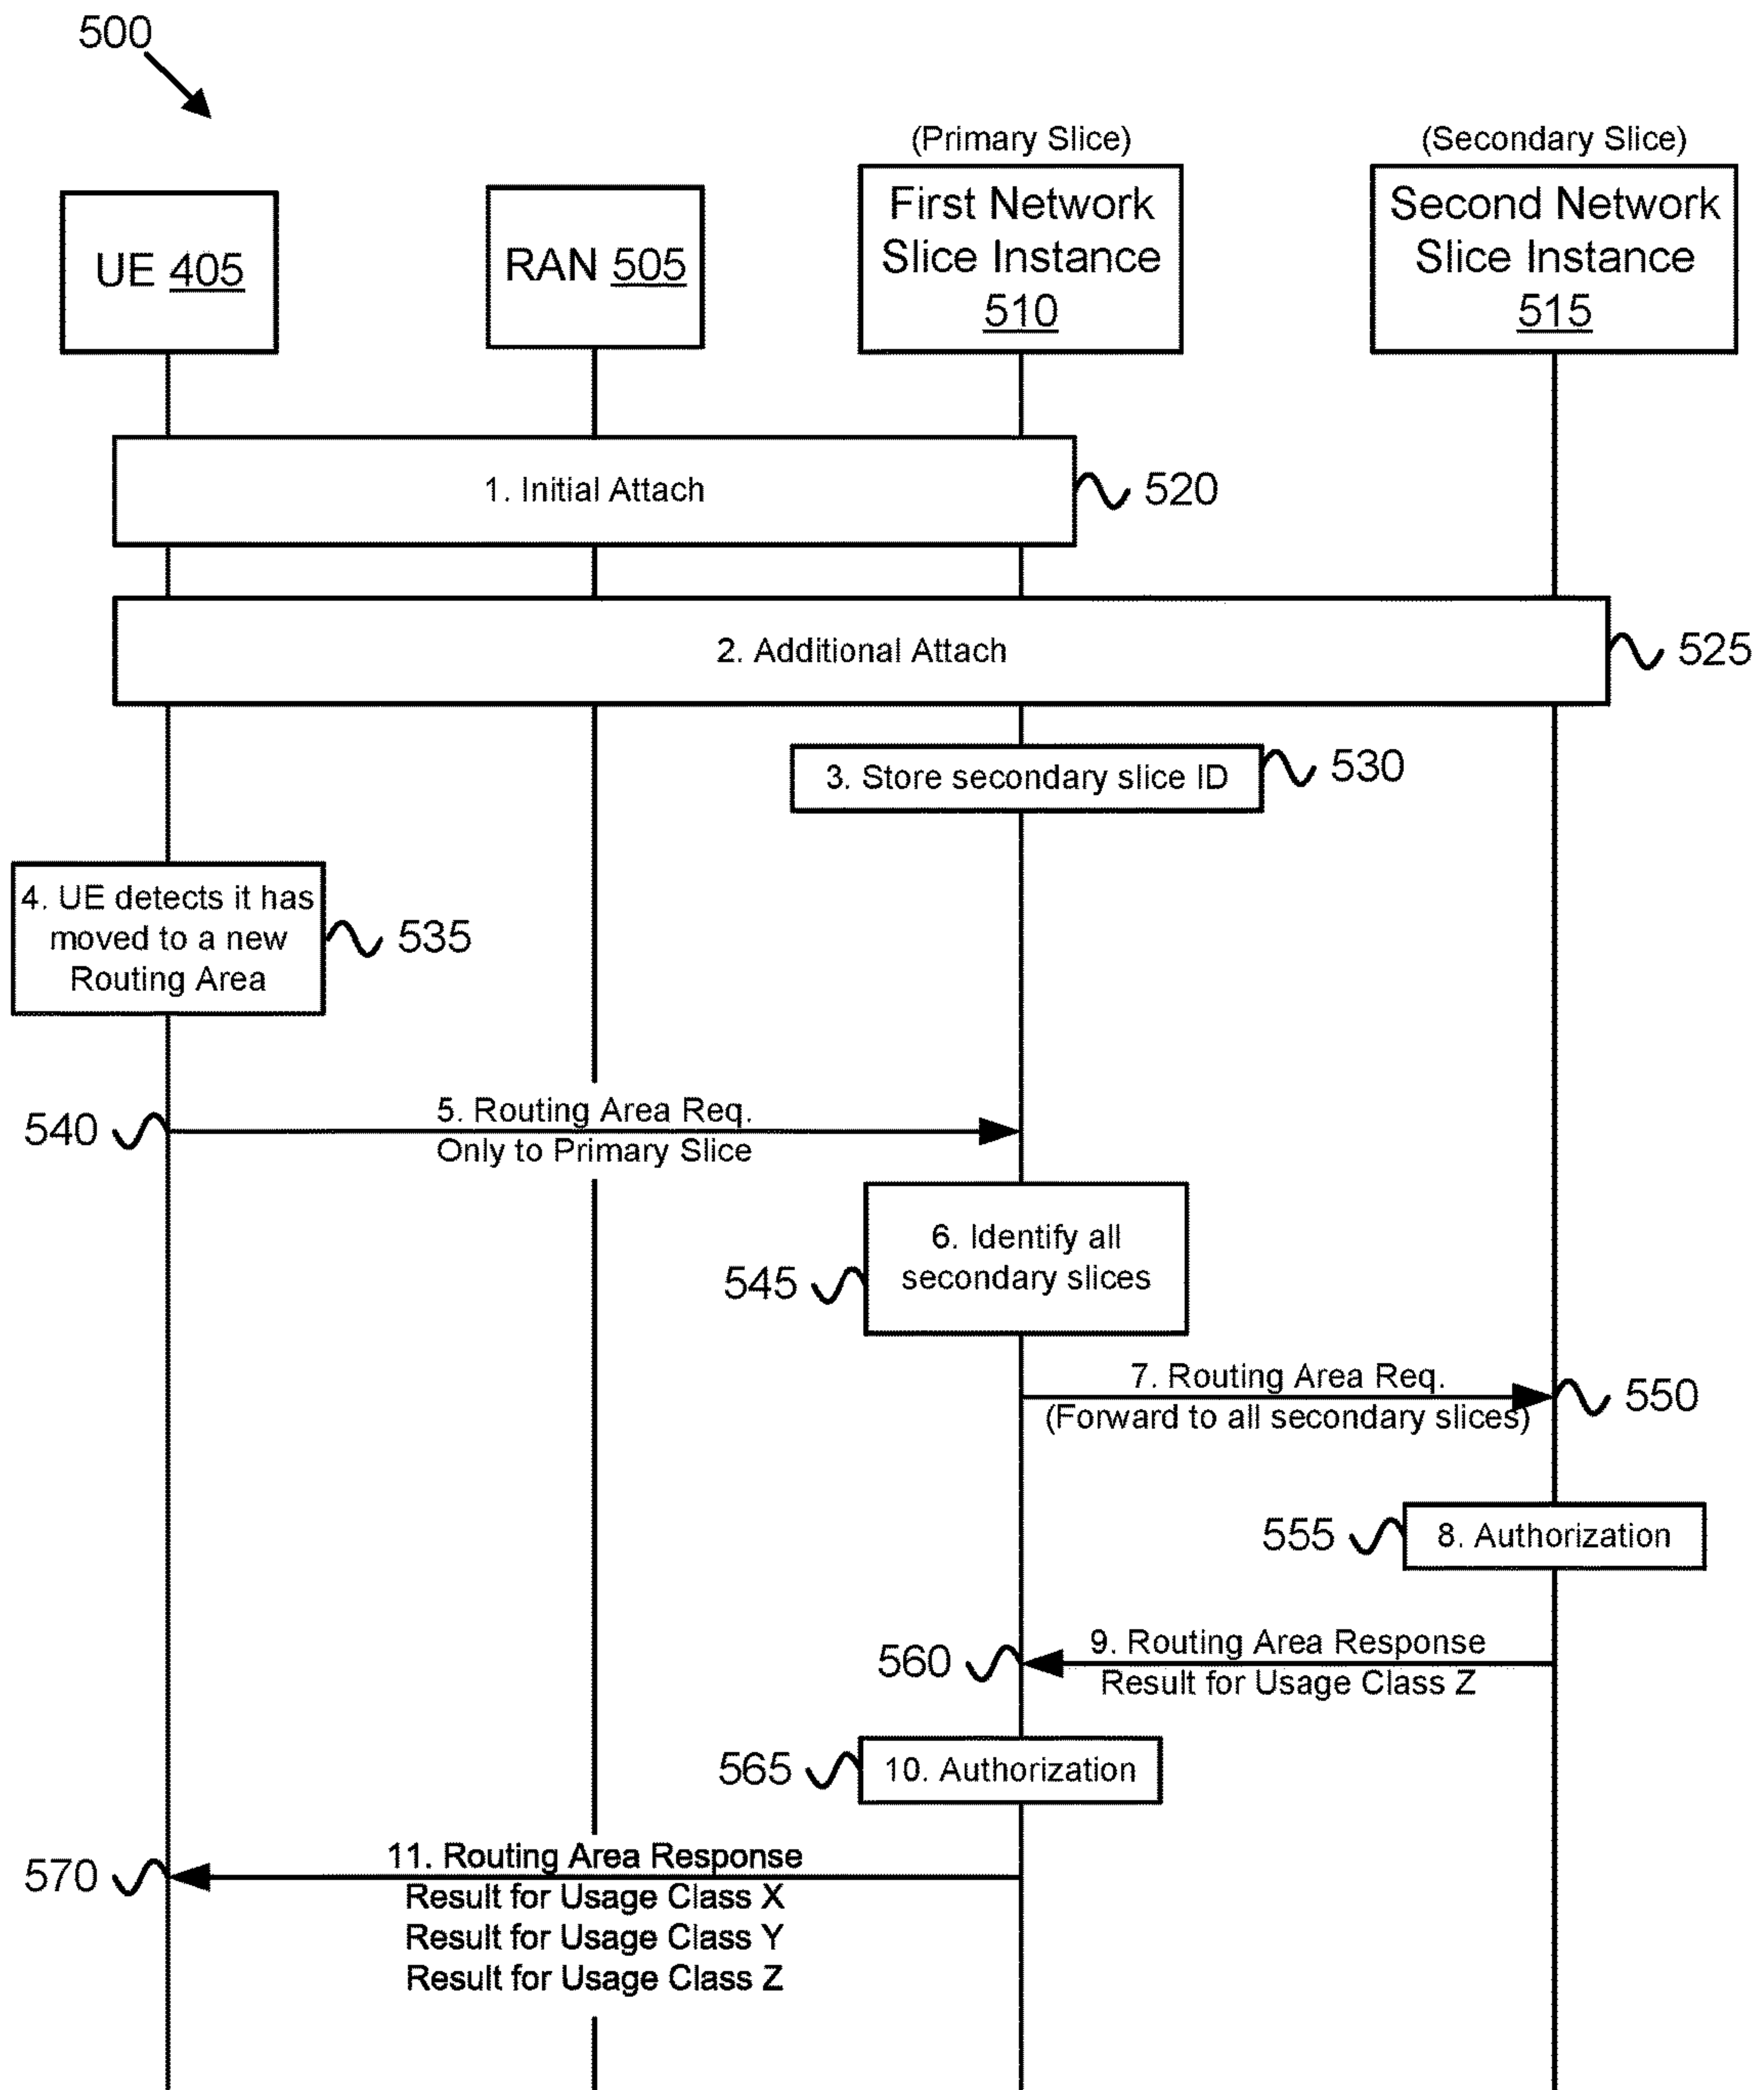 500
(Primary Slice)
(Secondary Slice)
UE 405
RAN 505
First Network
Slice Instance
510
Second Network
Slice Instance
515
1. Initial Attach
520
2. Additional Attach
525
3. Store secondary slice ID
530
4. UE detects it has
moved to a new
Routing Area
535
540
5. Routing Area Req.
Only to Primary Slice
6. Identify all
secondary slices
545
7. Routing Area Req.
(Forward to all secondary slices)
550
555
8. Authorization
560
9. Routing Area Response
Result for Usage Class Z
565
10. Authorization
570
11. Routing Area Response
Result for Usage Class X
Result for Usage Class Y
Result for Usage Class Z